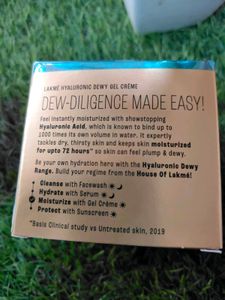 LAKMĒ HYALURONIC DEWY GEL CRÈME
DEW-DILIGENCE MADE EASY!
Feel instantly moisturized with showstopping
Hyaluronic Acid, which is known to bind up to
1000 times its own volume in water. It expertly
tackles dry, thirsty skin and keeps skin moisturized
for upto 72 hours* so skin can feel plump & dewy.
Be your own hydration hero with the Hyaluronic Dewy
Range. Build your regime from the House Of Lakmé!
Cleanse with Facewash
Hydrate with Serum
Moisturize with Gel Crème
Protect with Sunscreen
*Basis Clinical study vs Untreated skin, 2019